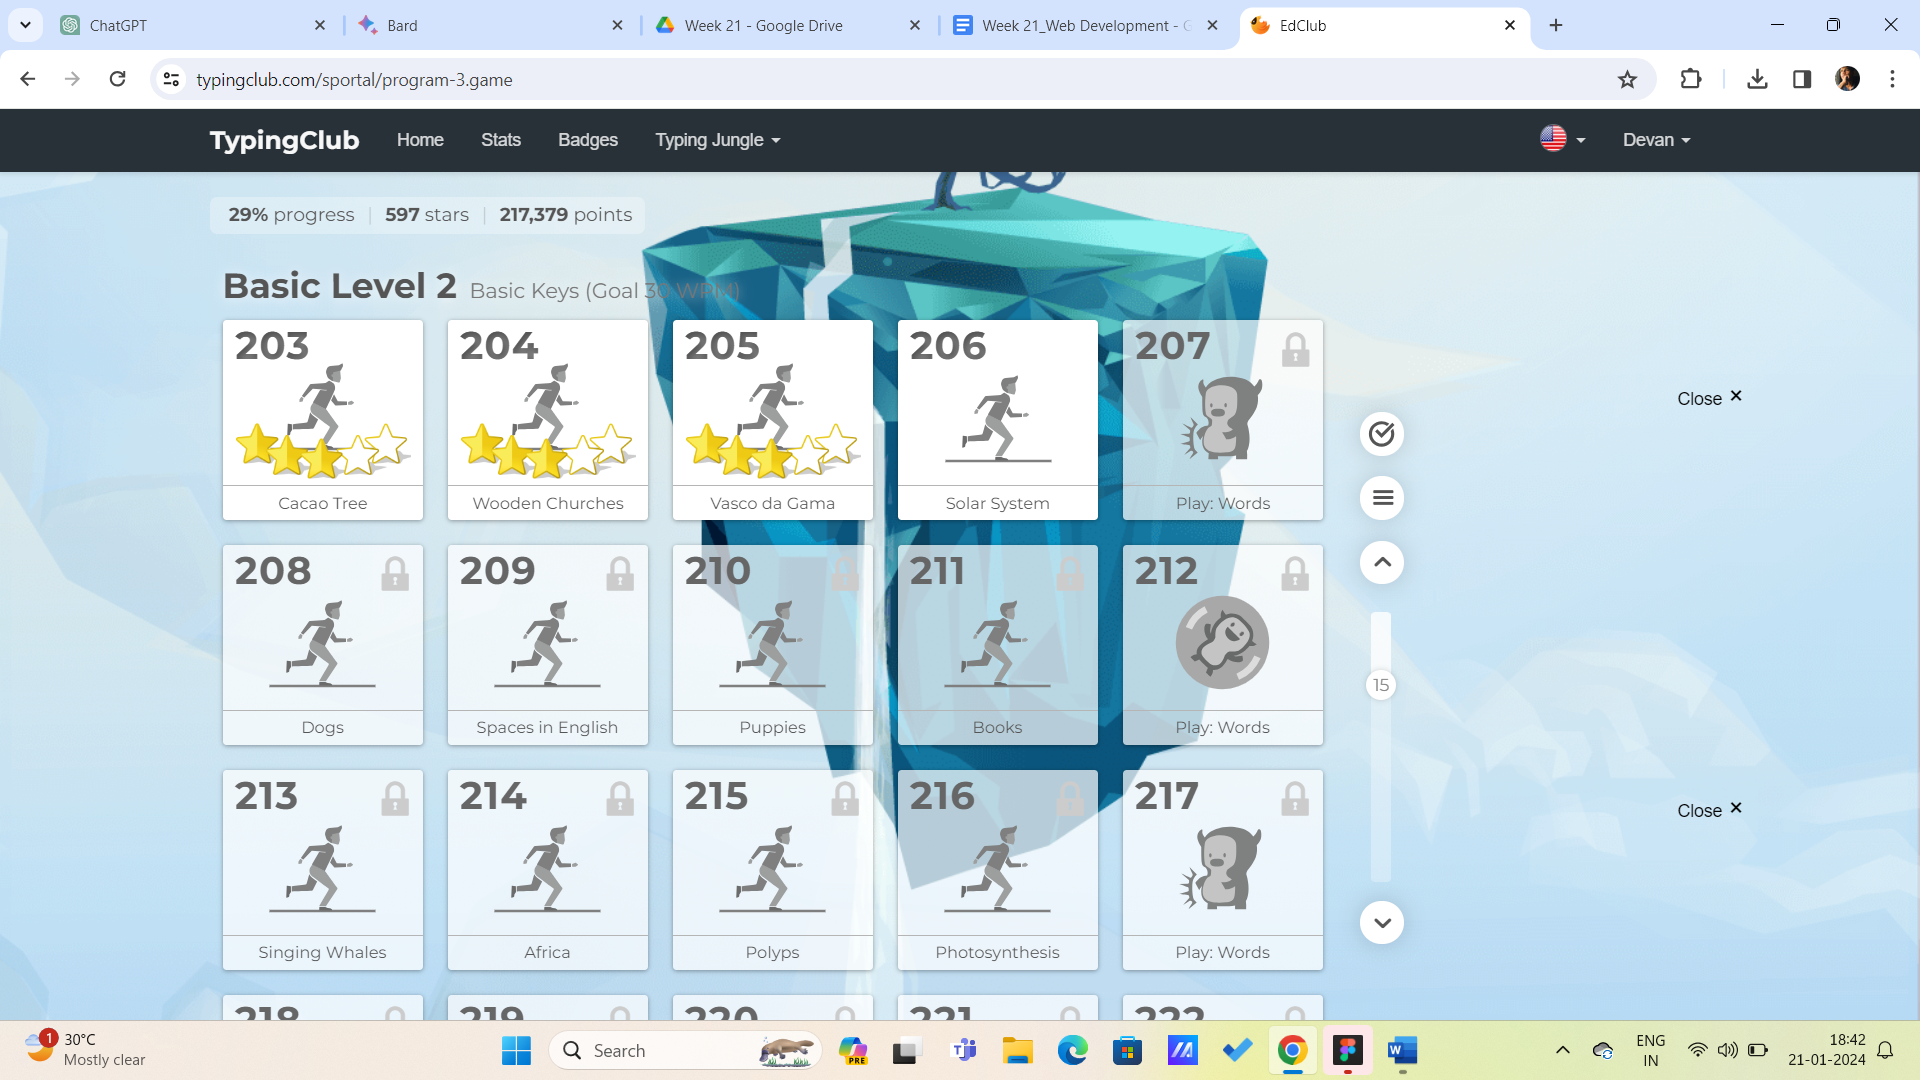 ChatGPT
Bard
Week 21 - Google Drive
Week 21_Web Development - G
EdClub
typingclub.com/sportal/program-3.game
TypingClub
Home
Stats
Badges
Typing Jungle
Devan
29% progress
597 stars
217,379 points
Basic Level 2 Basic Keys (Goal 30 WPM)
203
204
205
206
207
Cacao Tree
Wooden Churches
Vasco da Gama
Solar System
Play: Words
Close
208
209
210
211
212
15
Dogs
Spaces in English
Puppies
Books
Play: Words
213
214
215
216
217
Close
Singing Whales
Africa
Polyps
Photosynthesis
Play: Words
218
219
220
221
222
1
30°C
Mostly clear
Search
PRE
ENG
IN
18:42
21-01-2024